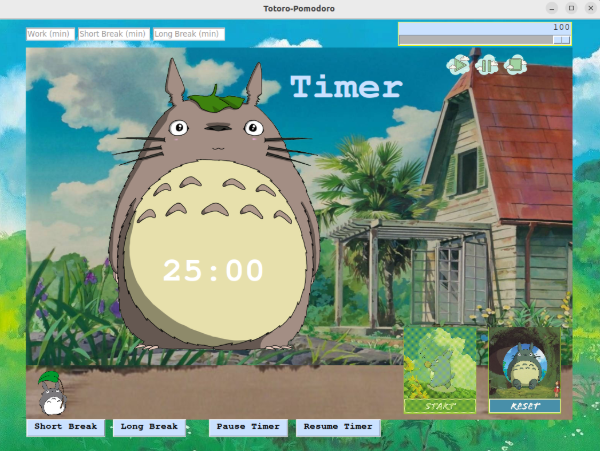 Totoro-Pomodoro
Work (min) Short Break (min) Long Break (min)
100
Timer
25:00
START RESET
Short Break Long Break Pause Timer Resume Timer